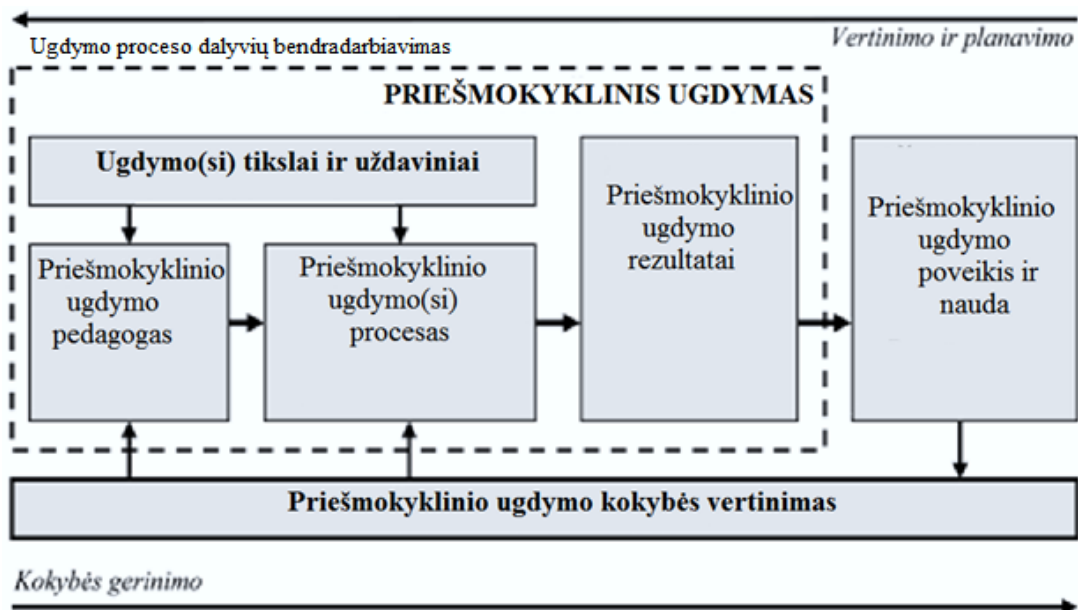 Vertinimo ir planavimo
Ugdymo proceso dalyvių bendradarbiavimas
PRIEŠMOKYKLINIS UGDYMAS
Ugdymo(si) tikslai ir uždaviniai
Priešmokyklinio
ugdymo
pedagogas
Priešmokyklinio
ugdymo(si)
procesas
Priešmokyklinio
ugdymo
rezultatai
Priešmokyklinio
ugdymo
poveikis ir
nauda
Priešmokyklinio ugdymo kokybės vertinimas
Kokybės gerinimo